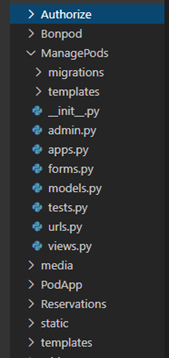 Authorize
Bonpod
ManagePods
migrations
templates
__init__.py
admin.py
apps.py
forms.py
models.py
tests.py
urls.py
views.py
media
PodApp
Reservations
static
templates